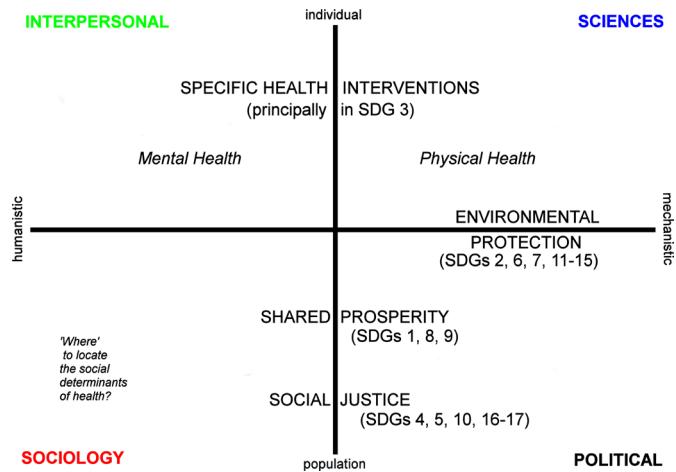 individual
INTERPERSONAL
SCIENCES
SPECIFIC HEALTH INTERVENTIONS
(principally in SDG 3)
Mental Health
Physical Health
humanistic
mechanistic
ENVIRONMENTAL
PROTECTION
(SDGs 2, 6, 7, 11-15)
SHARED PROSPERITY
(SDGs 1, 8, 9)
'Where'
to locate
the social
determinants
of health?
SOCIAL JUSTICE
(SDGs 4, 5, 10, 16-17)
SOCIOLOGY
POLITICAL
population